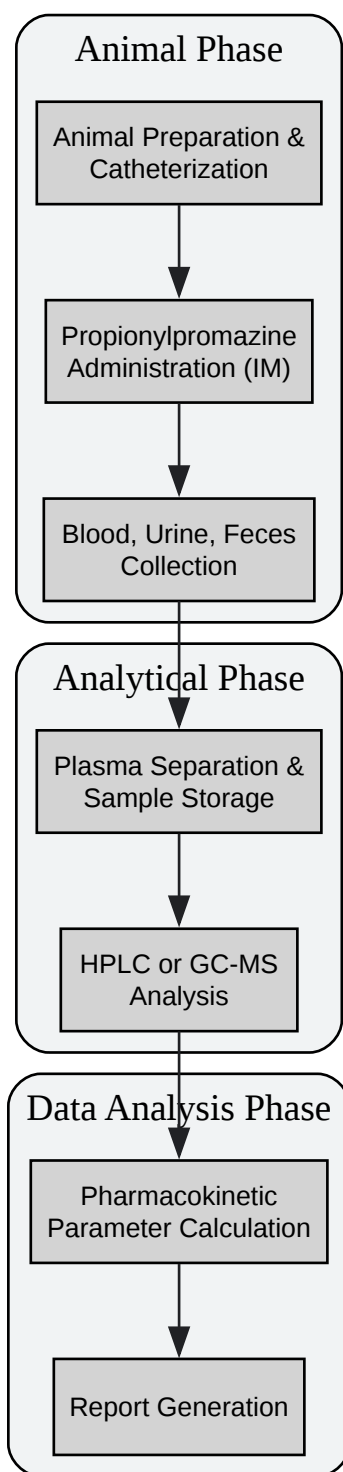 Animal Phase
Animal Preparation &
Catheterization
Propionylpromazine
Administration (IM)
Blood, Urine, Feces
Collection
Analytical Phase
Plasma Separation &
Sample Storage
HPLC or GC-MS
Analysis
Data Analysis Phase
Pharmacokinetic
Parameter Calculation
Report Generation